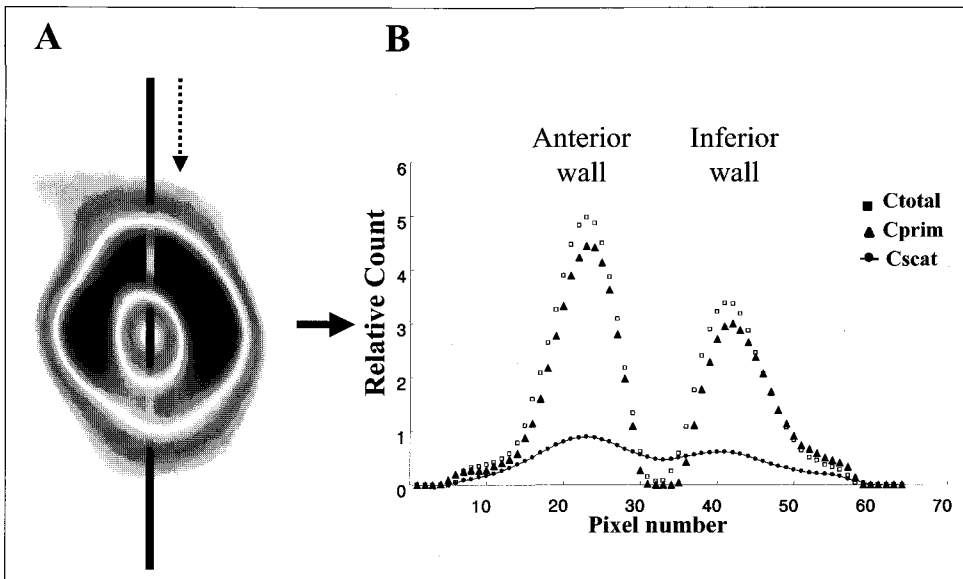 A
B
Anterior
wall
Inferior
wall
Relative Count
6
5
4
3
2
1
0
Ctotal
Cprim
Cscat
10
20
30
40
50
60
70
Pixel number